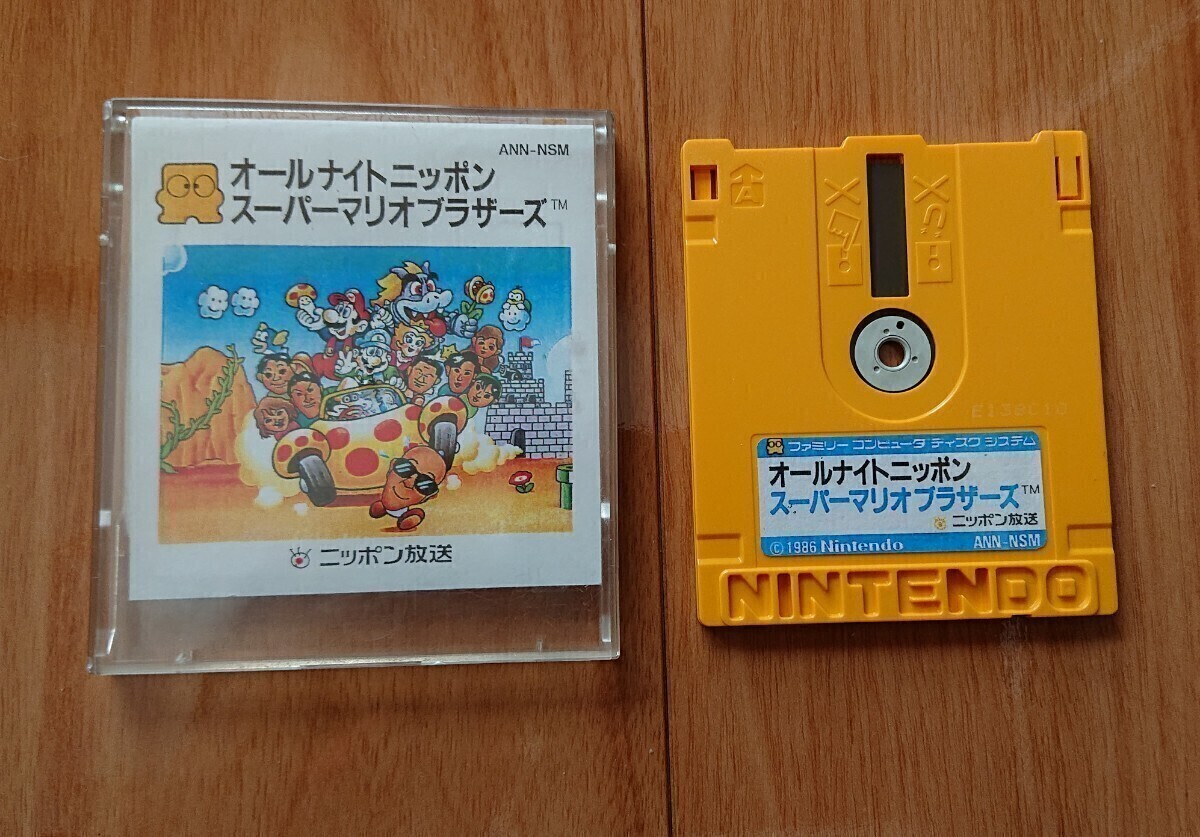 ANN-NSM
オールナイトニッポン
スーパーマリオブラザーズ™
ニッポン放送
A
ファミリー コンピュータ ディスク システム
オールナイトニッポン
スーパーマリオブラザーズ™
ニッポン放送
©1986 Nintendo ANN-NSM
NINTENDO